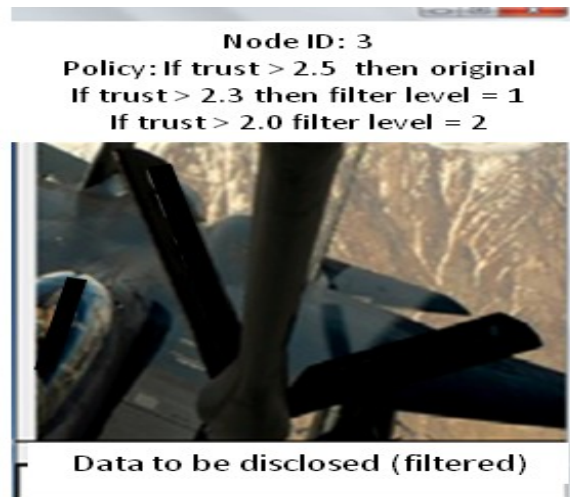 Node ID: 3
Policy: If trust > 2.5 then original
If trust > 2.3 then filter level = 1
If trust > 2.0 filter level = 2
Data to be disclosed (filtered)